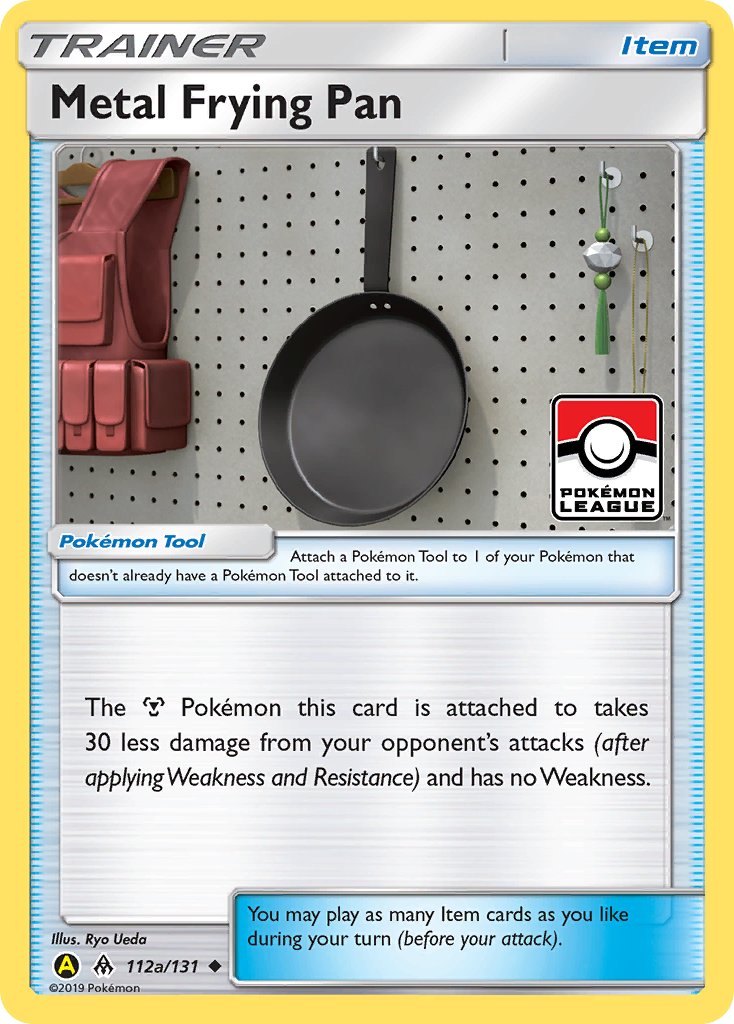 TRAINER
Item
Metal Frying Pan
POKÉMON
LEAGUE
TM
Pokémon Tool
Attach a Pokémon Tool to 1 of your Pokémon that
doesn't already have a Pokémon Tool attached to it.
The Pokémon this card is attached to takes
30 less damage from your opponent's attacks (after
applying Weakness and Resistance) and has no Weakness.
You may play as many Item cards as you like
during your turn (before your attack).
Illus. Ryo Ueda
A 112a/131
©2019 Pokémon